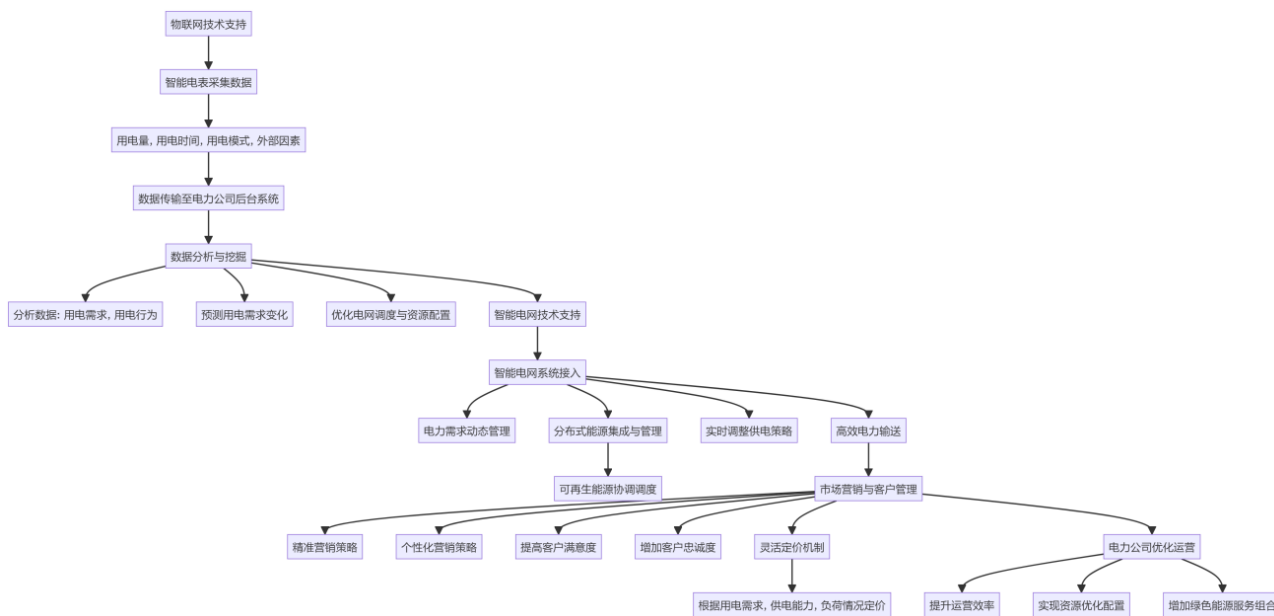 物联网技术支持
智能电表采集数据
用电量, 用电时间, 用电模式, 外部因素
数据传输至电力公司后台系统
数据分析与挖掘
分析数据: 用电需求, 用电行为
预测用电需求变化
优化电网调度与资源配置
智能电网技术支持
智能电网系统接入
电力需求动态管理
分布式能源集成与管理
实时调整供电策略
高效电力输送
可再生能源协调调度
市场营销与客户管理
精准营销策略
个性化营销策略
提高客户满意度
增加客户忠诚度
灵活定价机制
电力公司优化运营
根据用电需求, 供电能力, 负荷情况定价
提升运营效率
实现资源优化配置
增加绿色能源服务组合